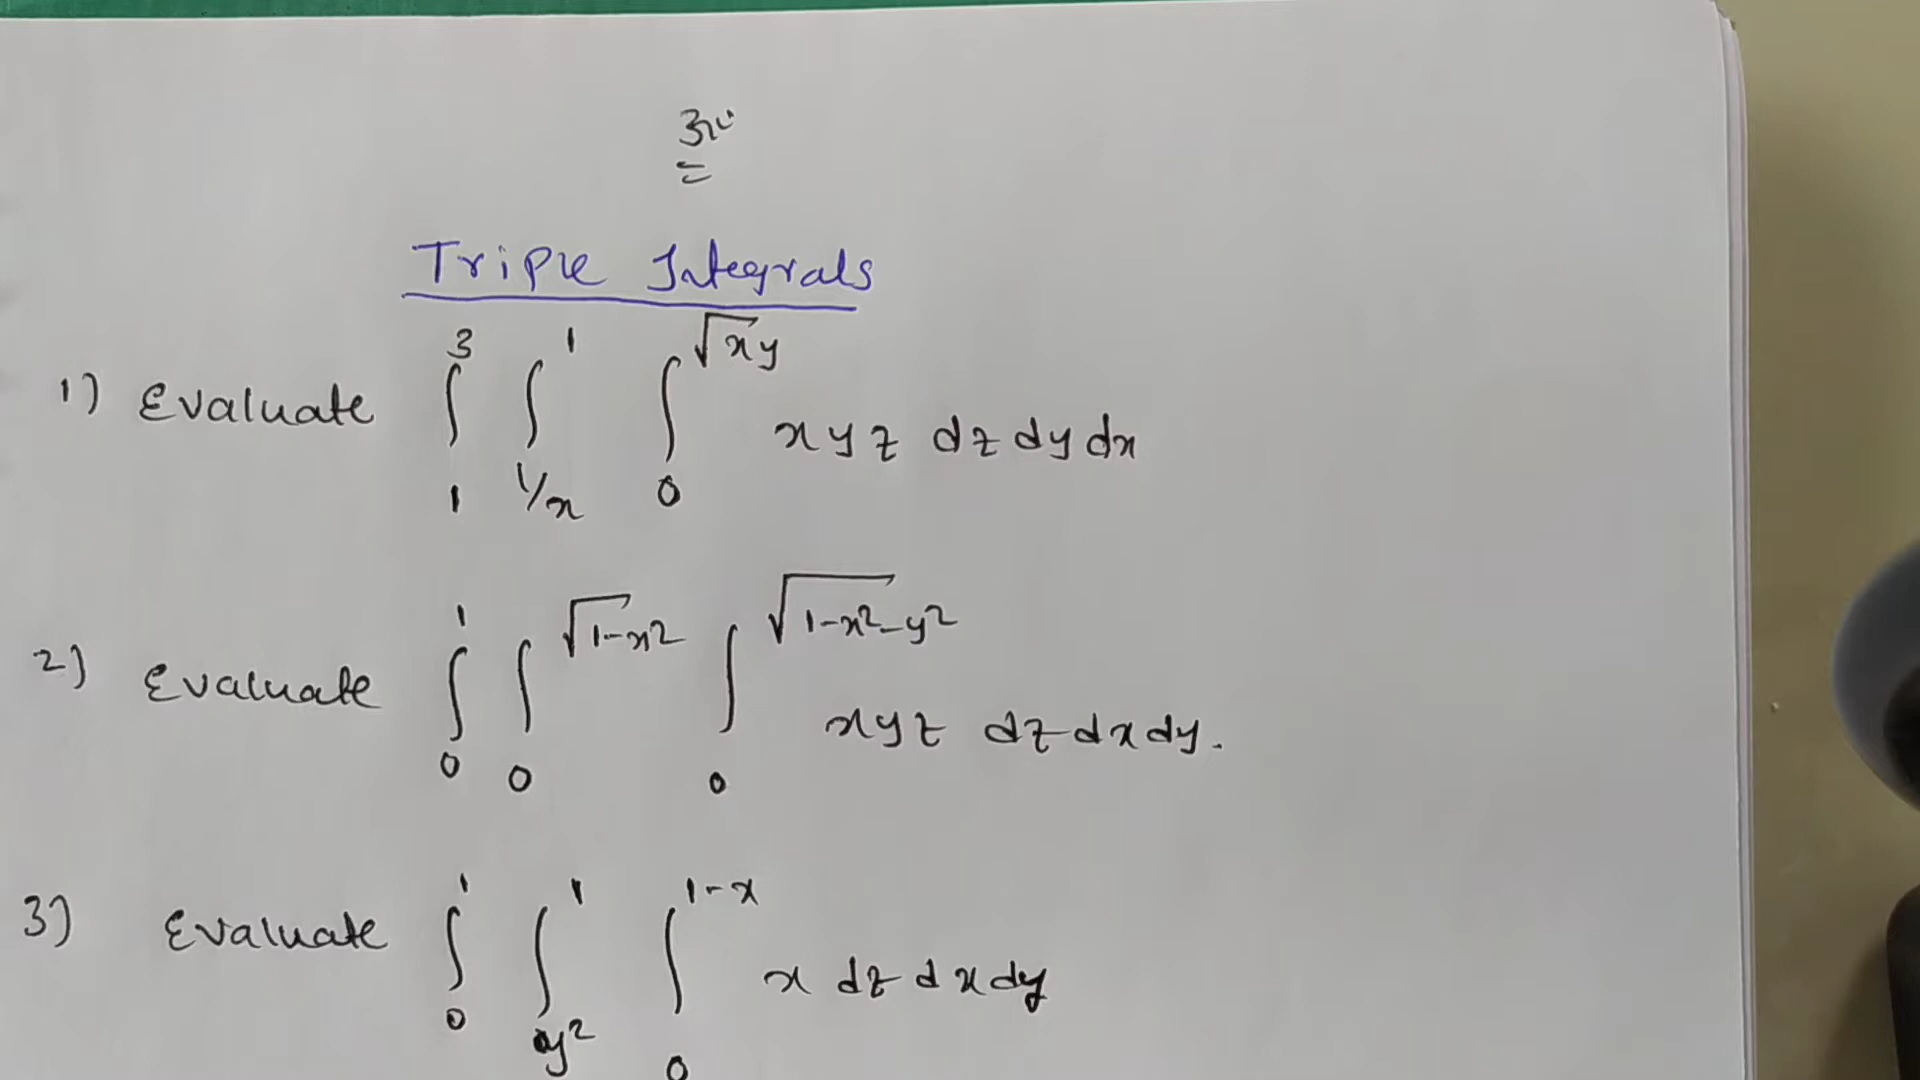 Triple Integrals
1) Evaluate ∫₁³ ∫_{1/x}^{1} ∫₀^{√xy} xyz dz dy dx
2) Evaluate ∫₀¹ ∫₀^{√1-x²} ∫₀^{√1-x²-y²} xyz dz dx dy.
3) Evaluate ∫₀¹ ∫_{y²}^{1} ∫₀^{1-x} x dz dx dy